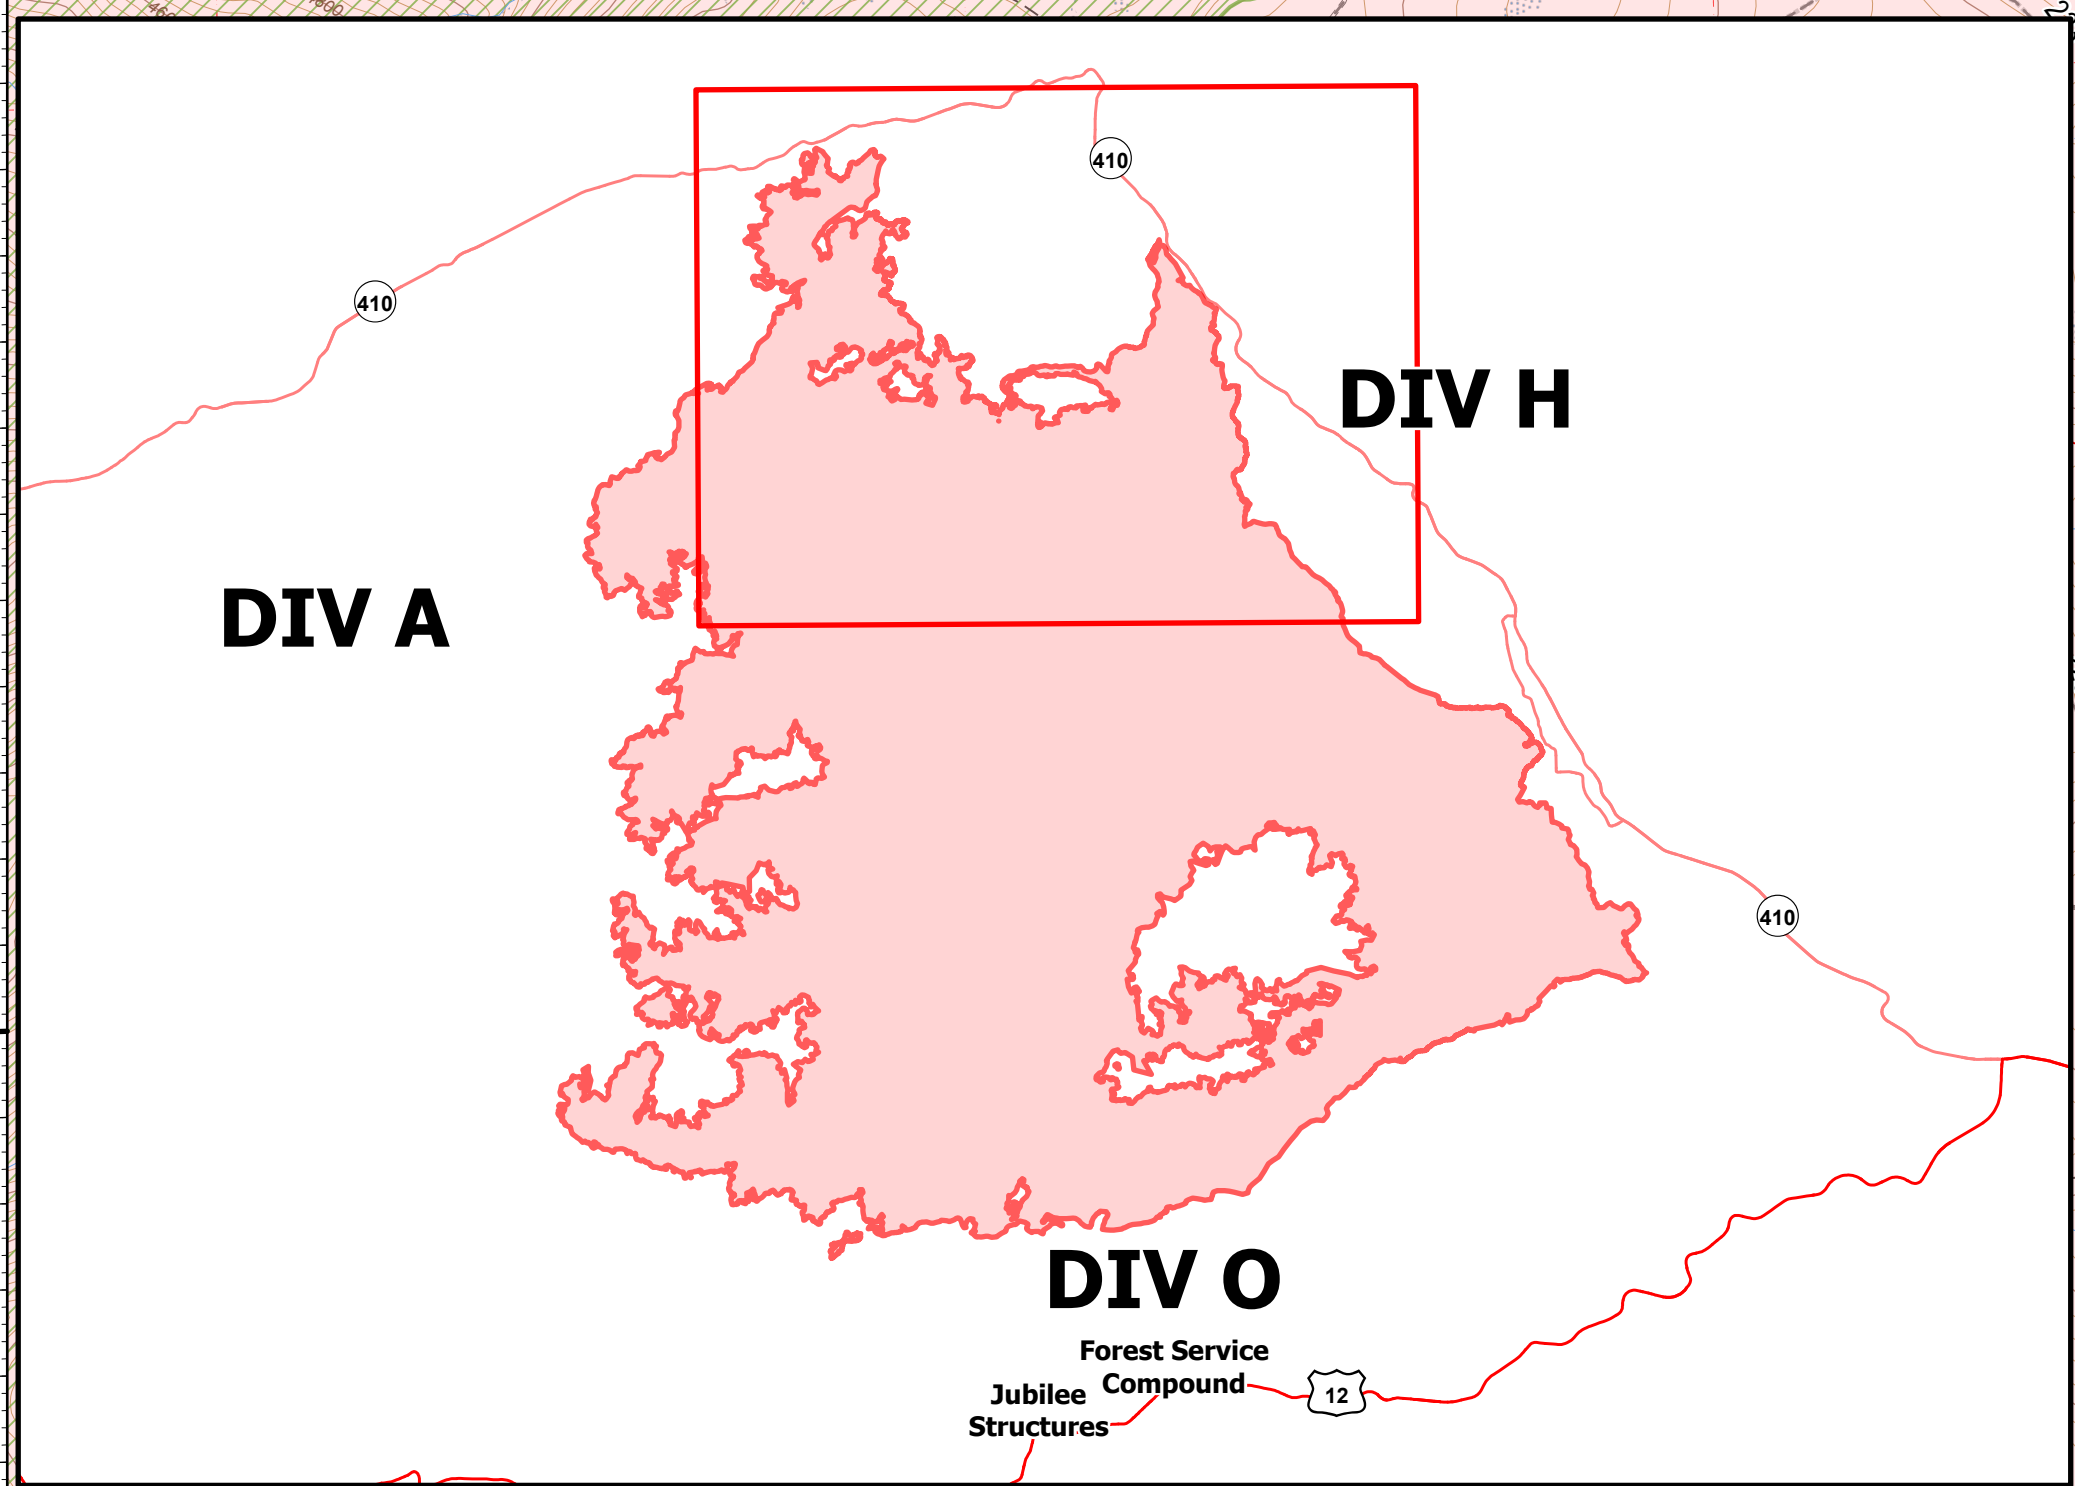 410
410
DIV H
DIV A
410
DIV O
Forest Service
Compound
12
Jubilee
Structures